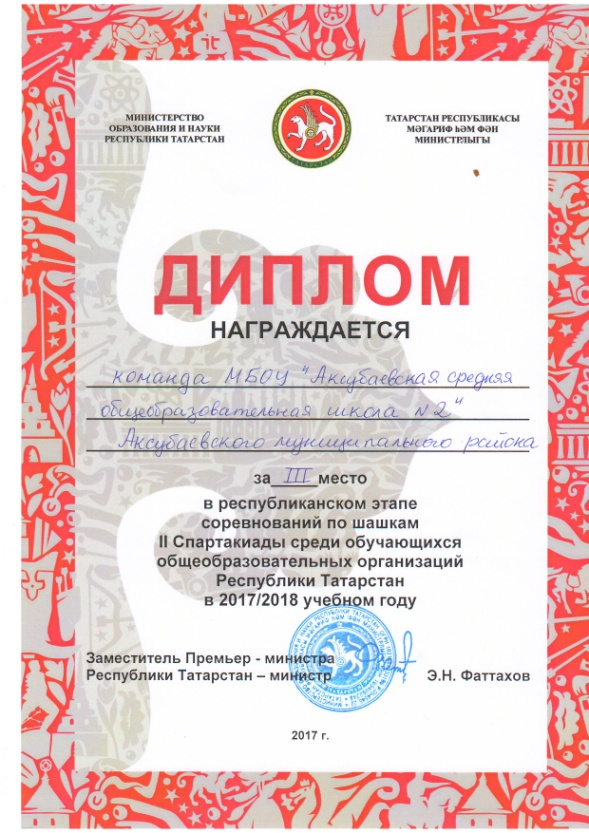 МИНИСТЕРСТВО
ОБРАЗОВАНИЯ И НАУКИ
РЕСПУБЛИКИ ТАТАРСТАН
ТАТАРСТАН РЕСПУБЛИКАСЫ
МӘГАРИФ ҺӘМ ФӘН
МИНИСТРЛЫГЫ
ДИПЛОМ
НАГРАЖДАЕТСЯ
команда МБОУ "Аксубаевская средняя
общеобразовательная школа №2"
Аксубаевского муниципального района
за III место
в республиканском этапе
соревнований по шашкам
II Спартакиады среди обучающихся
общеобразовательных организаций
Республики Татарстан
в 2017/2018 учебном году
Заместитель Премьер - министра
Республики Татарстан – министр
Э.Н. Фаттахов
2017 г.